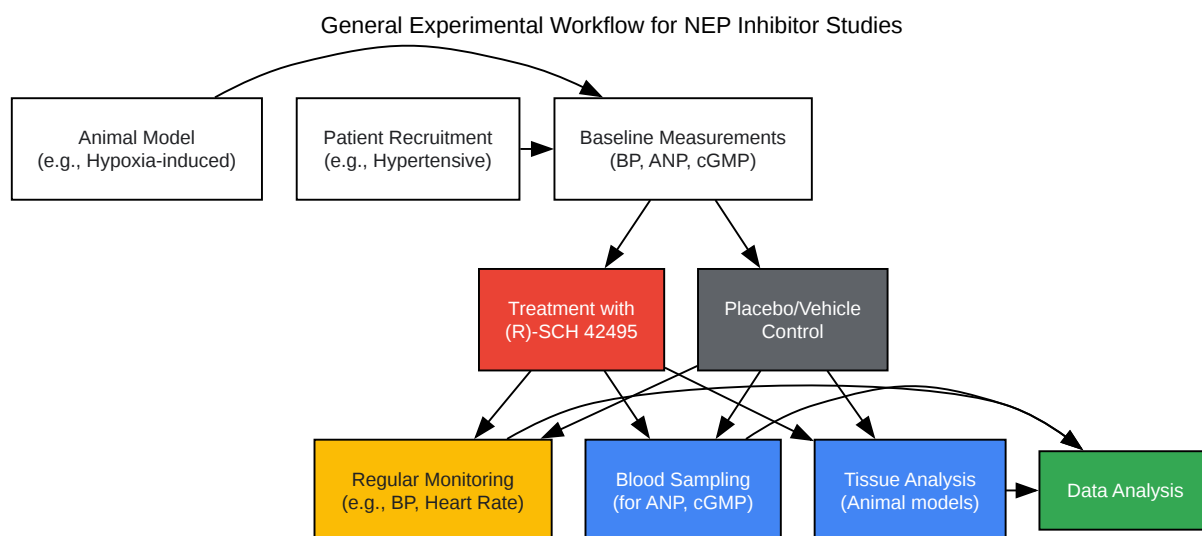 General Experimental Workflow for NEP Inhibitor Studies
Animal Model
(e.g., Hypoxia-induced)
Patient Recruitment
(e.g., Hypertensive)
Baseline Measurements
(BP, ANP, cGMP)
Treatment with
(R)-SCH 42495
Placebo/Vehicle
Control
Regular Monitoring
(e.g., BP, Heart Rate)
Blood Sampling
(for ANP, cGMP)
Tissue Analysis
(Animal models)
Data Analysis